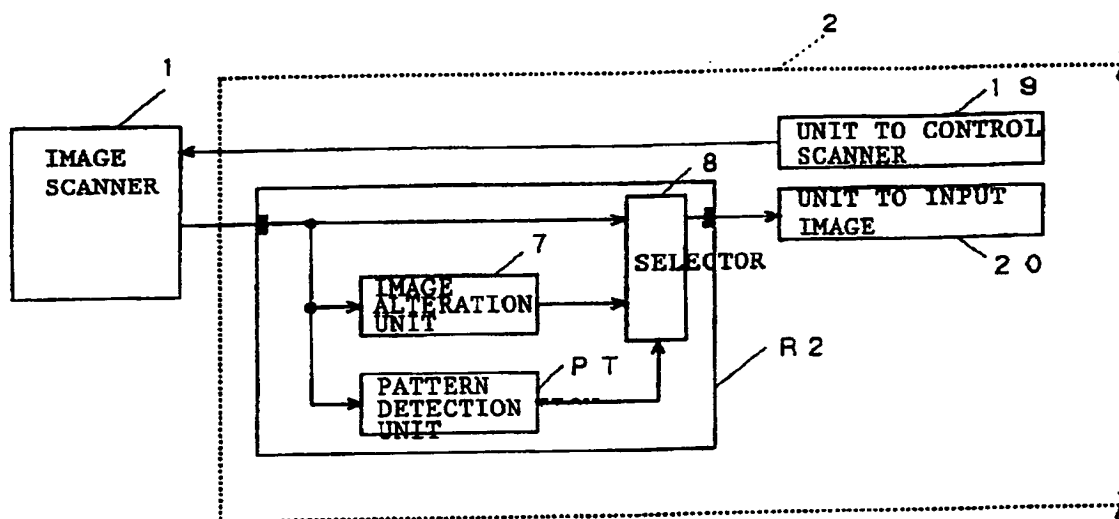 2
1
19
IMAGE
SCANNER
UNIT TO CONTROL
SCANNER
8
UNIT TO INPUT
IMAGE
20
7
SELECTOR
IMAGE
ALTERATION
UNIT
R2
PT
PATTERN
DETECTION
UNIT